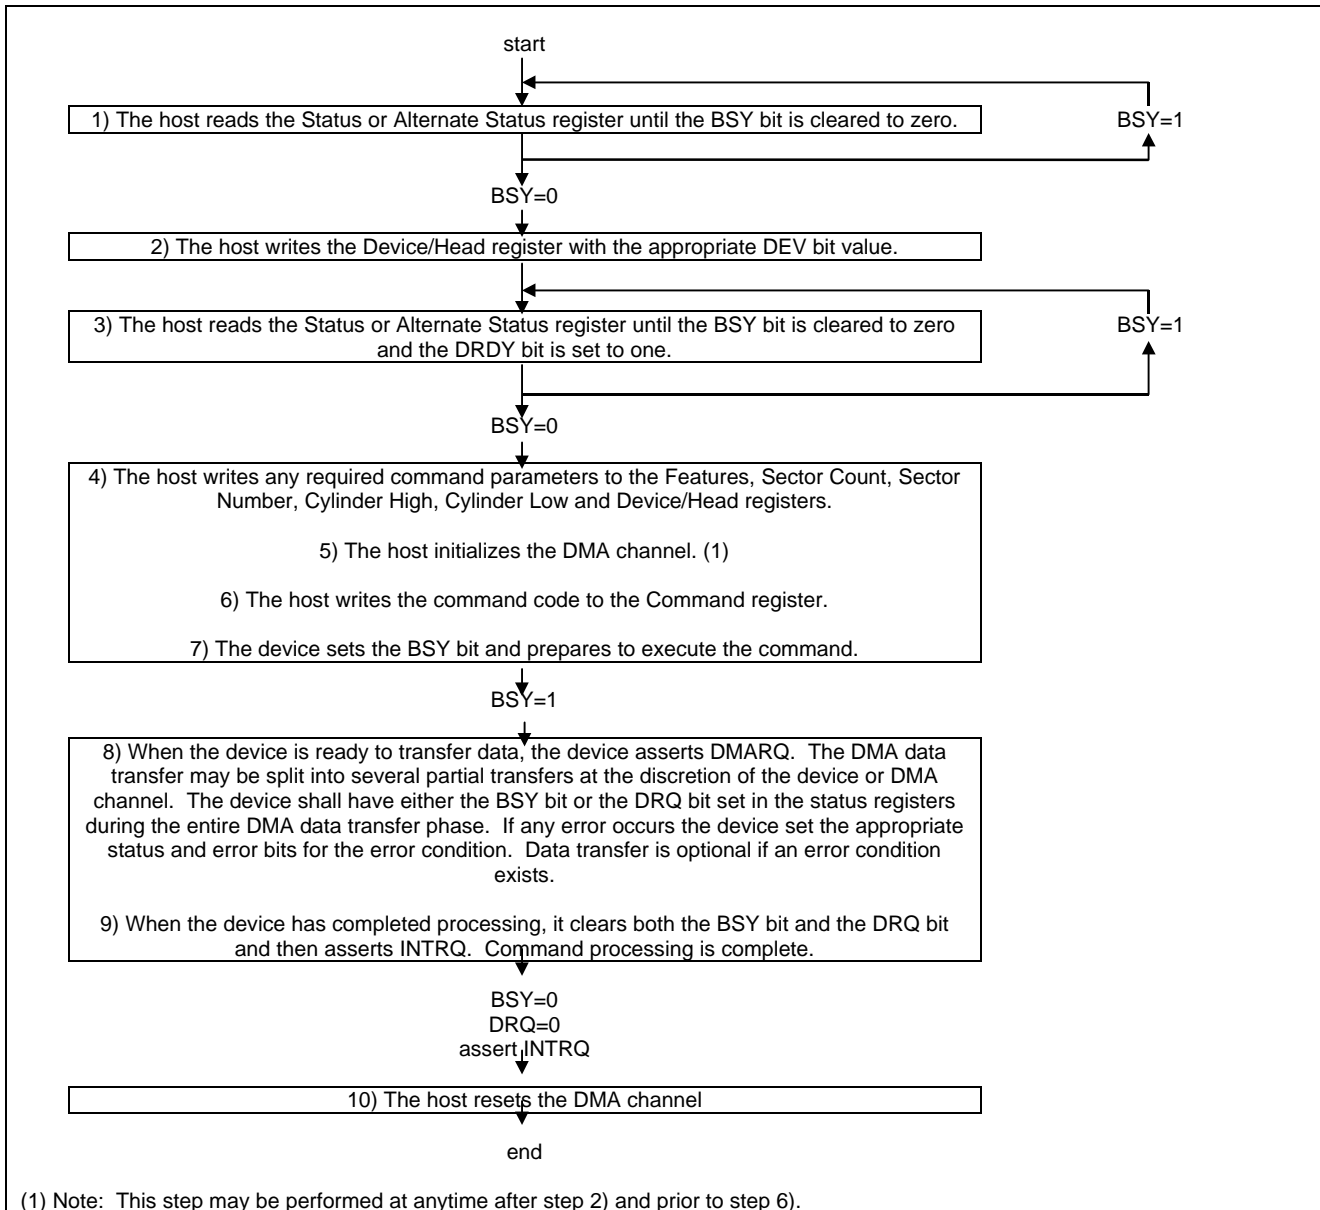 start
1) The host reads the Status or Alternate Status register until the BSY bit is cleared to zero.
BSY=1
BSY=0
2) The host writes the Device/Head register with the appropriate DEV bit value.
3) The host reads the Status or Alternate Status register until the BSY bit is cleared to zero
and the DRDY bit is set to one.
BSY=1
BSY=0
4) The host writes any required command parameters to the Features, Sector Count, Sector
Number, Cylinder High, Cylinder Low and Device/Head registers.
5) The host initializes the DMA channel. (1)
6) The host writes the command code to the Command register.
7) The device sets the BSY bit and prepares to execute the command.
BSY=1
8) When the device is ready to transfer data, the device asserts DMARQ.  The DMA data
transfer may be split into several partial transfers at the discretion of the device or DMA
channel.  The device shall have either the BSY bit or the DRQ bit set in the status registers
during the entire DMA data transfer phase.  If any error occurs the device set the appropriate
status and error bits for the error condition.  Data transfer is optional if an error condition
exists.
9) When the device has completed processing, it clears both the BSY bit and the DRQ bit
and then asserts INTRQ.  Command processing is complete.
BSY=0
DRQ=0
assert INTRQ
10) The host resets the DMA channel
end
(1) Note:  This step may be performed at anytime after step 2) and prior to step 6).